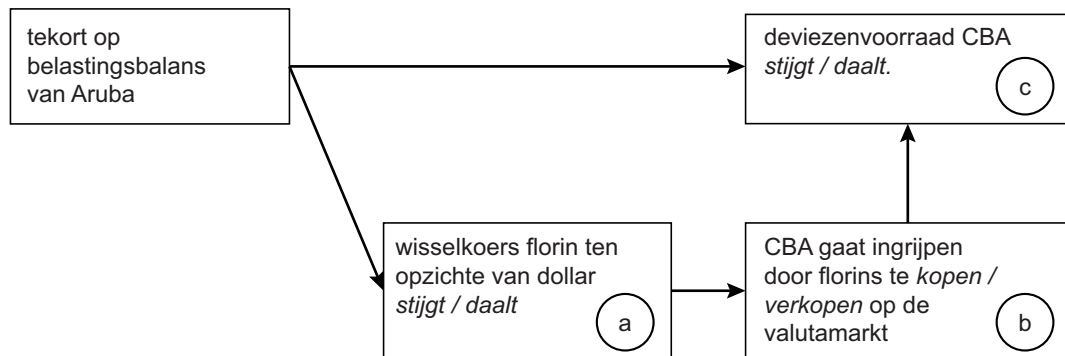 tekort op
belastingsbalans
van Aruba
deviezenvoorraad CBA
stijgt / daalt.
c
wisselkoers florin ten
opzichte van dollar
stijgt / daalt
a
CBA gaat ingrijpen
door florins te kopen /
verkopen op de
valutamarkt
b